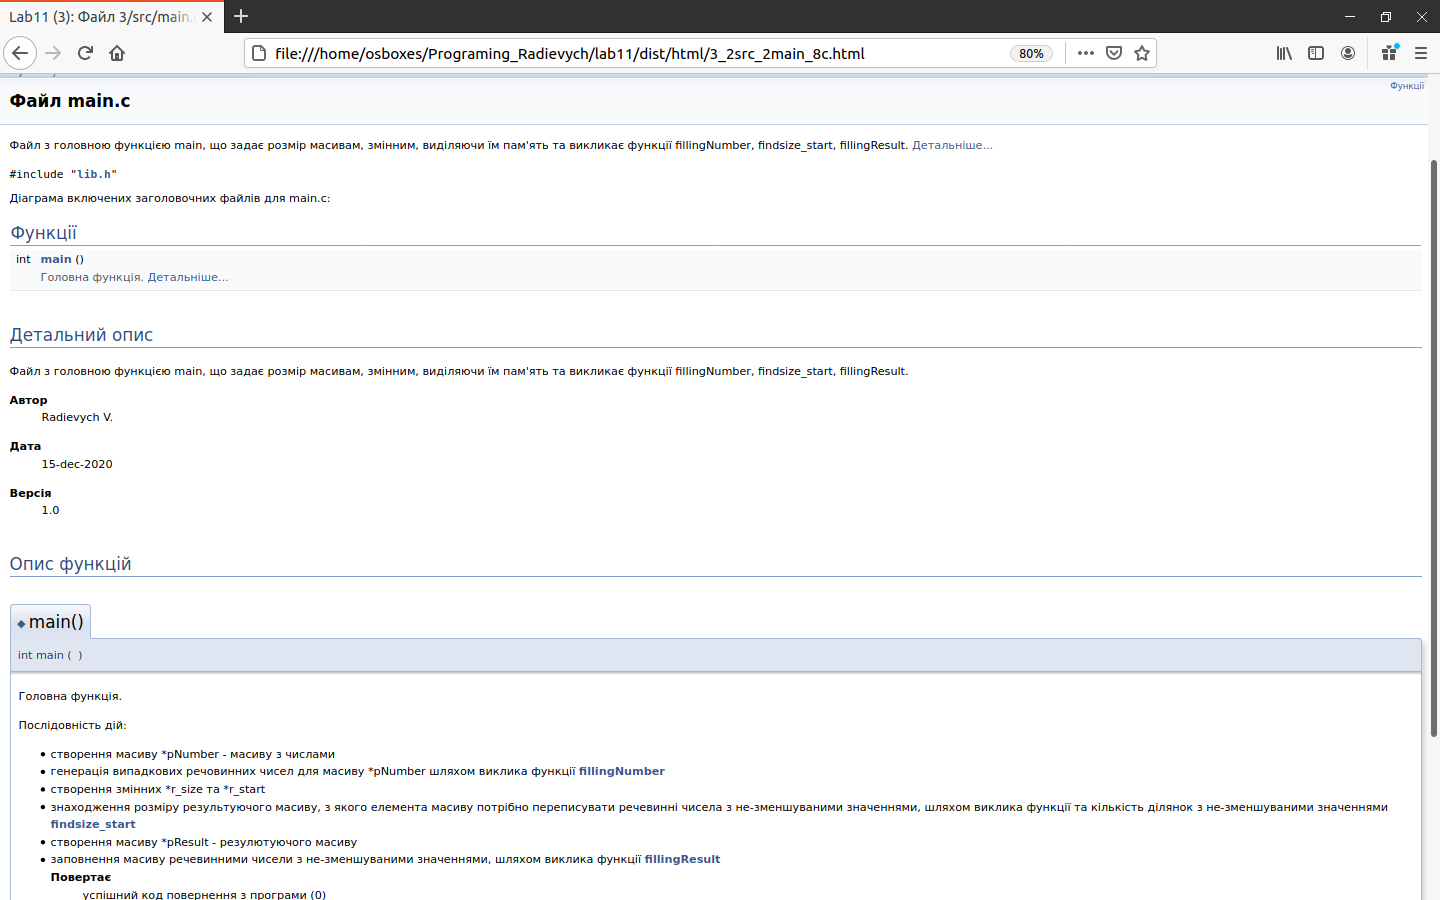 Lab11 (3): Файл 3/src/main.
file:///home/osboxes/Programing_Radievych/lab11/dist/html/3_2src_2main_8c.html
80%
Функції
Файл main.c
Файл з головною функцією main, що задає розмір масивам, змінним, виділяючи їм пам'ять та викликає функції fillingNumber, findsize_start, fillingResult. Детальніше...
#include "lib.h"
Діаграма включених заголовочних файлів для main.c:
Функції
int main ()
Головна функція. Детальніше...
Детальний опис
Файл з головною функцією main, що задає розмір масивам, змінним, виділяючи їм пам'ять та викликає функції fillingNumber, findsize_start, fillingResult.
Автор
Radievych V.
Дата
15-dec-2020
Версія
1.0
Опис функцій
◆ main()
int main ( )
Головна функція.
Послідовність дій:
• створення масиву *pNumber - масиву з числами
• генерація випадкових речовинних чисел для масиву *pNumber шляхом виклика функції fillingNumber
• створення змінних *r_size та *r_start
• знаходження розміру результуючого масиву, з якого елемента масиву потрібно переписувати речевинні чисела з не-зменшуваними значеннями, шляхом виклика функції та кількість ділянок з не-зменшуваними значеннями
findsize_start
• створення масиву *pResult - резулютуючого масиву
• заповнення масиву речевинними чисели з не-зменшуваними значеннями, шляхом виклика функції fillingResult
Повертає
успішний код повернення з програми (0)